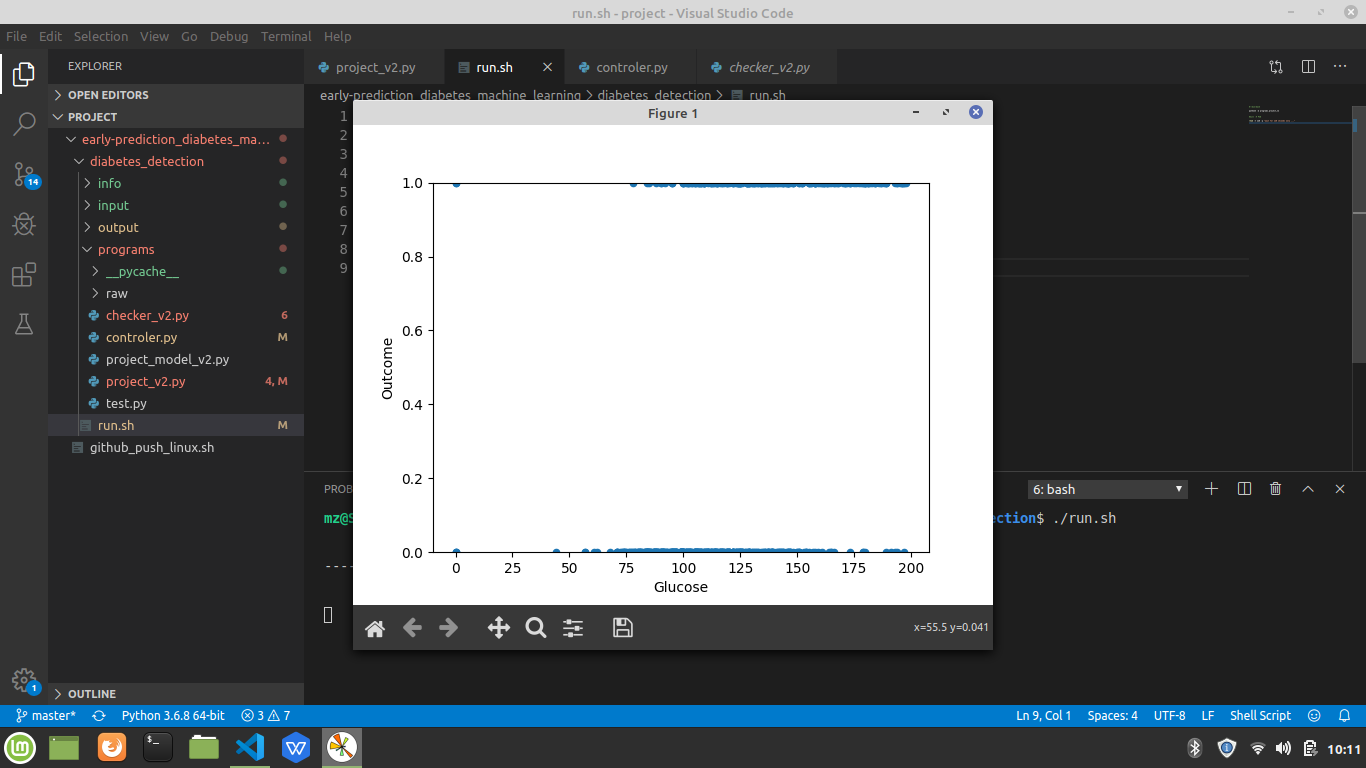 run.sh - project - Visual Studio Code
File Edit Selection View Go Debug Terminal Help
EXPLORER
OPEN EDITORS
PROJECT
early-prediction_diabetes_ma...
diabetes_detection
info
input
output
programs
__pycache__
raw
checker_v2.py 6
controler.py M
project_model_v2.py
project_v2.py 4, M
test.py
run.sh M
github_push_linux.sh
OUTLINE
14
1
project_v2.py run.sh controler.py checker_v2.py
early-prediction_diabetes_machine_learning > diabetes_detection > run.sh
1
2
3
4
5
6
7
8
9
Figure 1
1.0
0.8
0.6
0.4
0.2
0.0
Outcome
0 25 50 75 100 125 150 175 200
Glucose
x=55.5 y=0.041
PROB
6: bash
mz@ ection$ ./run.sh
----
master* Python 3.6.8 64-bit 3 7 Ln 9, Col 1 Spaces: 4 UTF-8 LF Shell Script
10:11